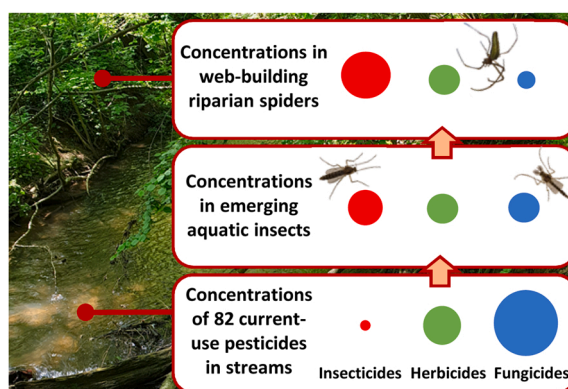 Concentrations in
web-building
riparian spiders
Concentrations
in emerging
aquatic insects
Concentrations
of 82 current-
use pesticides
in streams
Insecticides Herbicides Fungicides